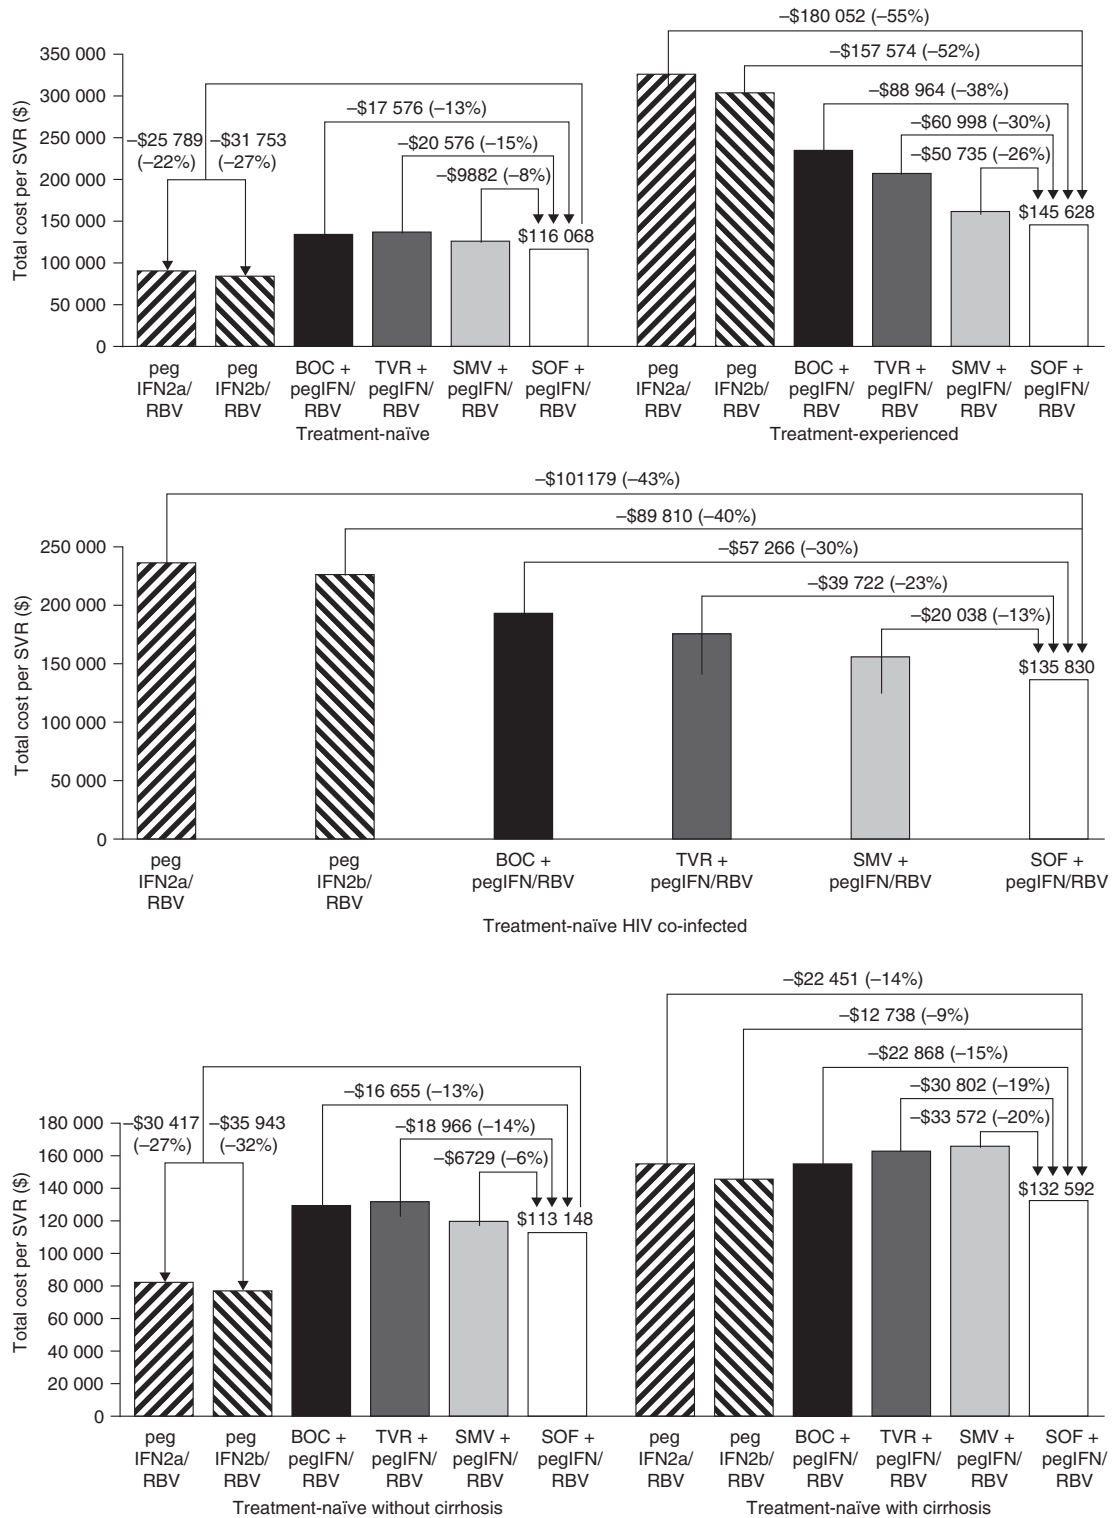 –$180 052 (–55%)
–$157 574 (–52%)
–$88 964 (–38%)
–$60 998 (–30%)
–$50 735 (–26%)
$145 628
–$17 576 (–13%)
–$20 576 (–15%)
–$9882 (–8%)
$116 068
–$25 789
(–22%)
–$31 753
(–27%)
Total cost per SVR ($)
350 000
300 000
250 000
200 000
150 000
100 000
50 000
0
peg
IFN2a/
RBV
peg
IFN2b/
RBV
BOC +
pegIFN/
RBV
TVR +
pegIFN/
RBV
SMV +
pegIFN/
RBV
SOF +
pegIFN/
RBV
Treatment-naïve
peg
IFN2a/
RBV
peg
IFN2b/
RBV
BOC +
pegIFN/
RBV
TVR +
pegIFN/
RBV
SMV +
pegIFN/
RBV
SOF +
pegIFN/
RBV
Treatment-experienced
–$101179 (–43%)
–$89 810 (–40%)
–$57 266 (–30%)
–$39 722 (–23%)
–$20 038 (–13%)
$135 830
Total cost per SVR ($)
250 000
200 000
150 000
100 000
50 000
0
peg
IFN2a/
RBV
peg
IFN2b/
RBV
BOC +
pegIFN/RBV
TVR +
pegIFN/RBV
SMV +
pegIFN/RBV
SOF +
pegIFN/RBV
Treatment-naïve HIV co-infected
–$22 451 (–14%)
–$12 738 (–9%)
–$22 868 (–15%)
–$30 802 (–19%)
–$33 572 (–20%)
$132 592
–$16 655 (–13%)
–$18 966 (–14%)
–$6729 (–6%)
$113 148
–$30 417
(–27%)
–$35 943
(–32%)
Total cost per SVR ($)
180 000
160 000
140 000
120 000
100 000
80 000
60 000
40 000
20 000
0
peg
IFN2a/
RBV
peg
IFN2b/
RBV
BOC +
pegIFN/
RBV
TVR +
pegIFN/
RBV
SMV +
pegIFN/
RBV
SOF +
pegIFN/
RBV
Treatment-naïve without cirrhosis
peg
IFN2a/
RBV
peg
IFN2b/
RBV
BOC +
pegIFN/
RBV
TVR +
pegIFN/
RBV
SMV +
pegIFN/
RBV
SOF +
pegIFN/
RBV
Treatment-naïve with cirrhosis